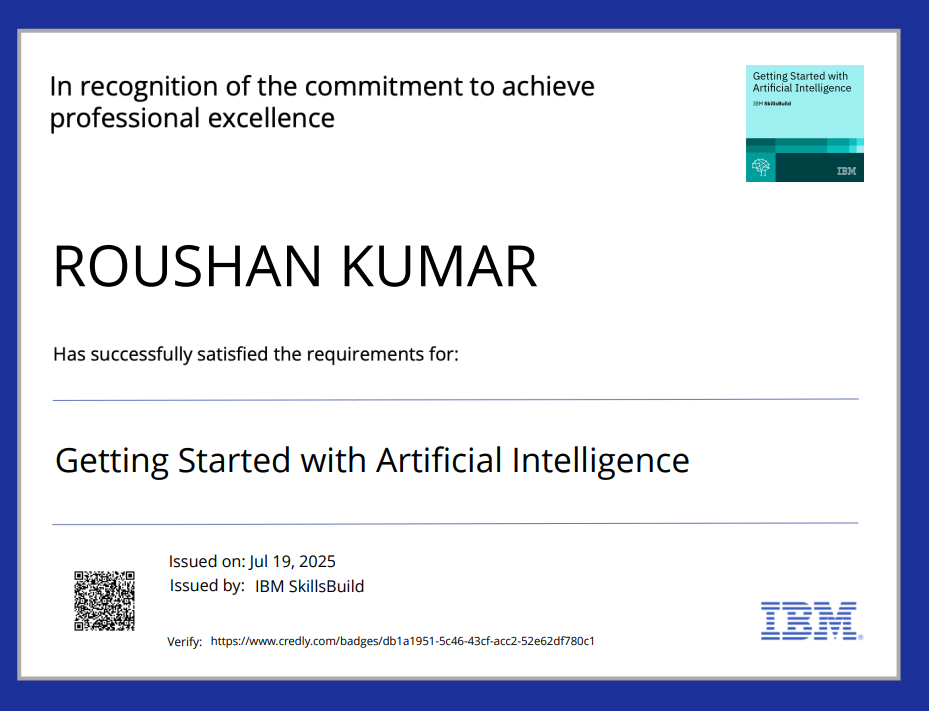 In recognition of the commitment to achieve
professional excellence
Getting Started with
Artificial Intelligence
IBM SkillsBuild
IBM
ROUSHAN KUMAR
Has successfully satisfied the requirements for:
Getting Started with Artificial Intelligence
Issued on: Jul 19, 2025
Issued by: IBM SkillsBuild
Verify: https://www.credly.com/badges/db1a1951-5c46-43cf-acc2-52e62df780c1
IBM®